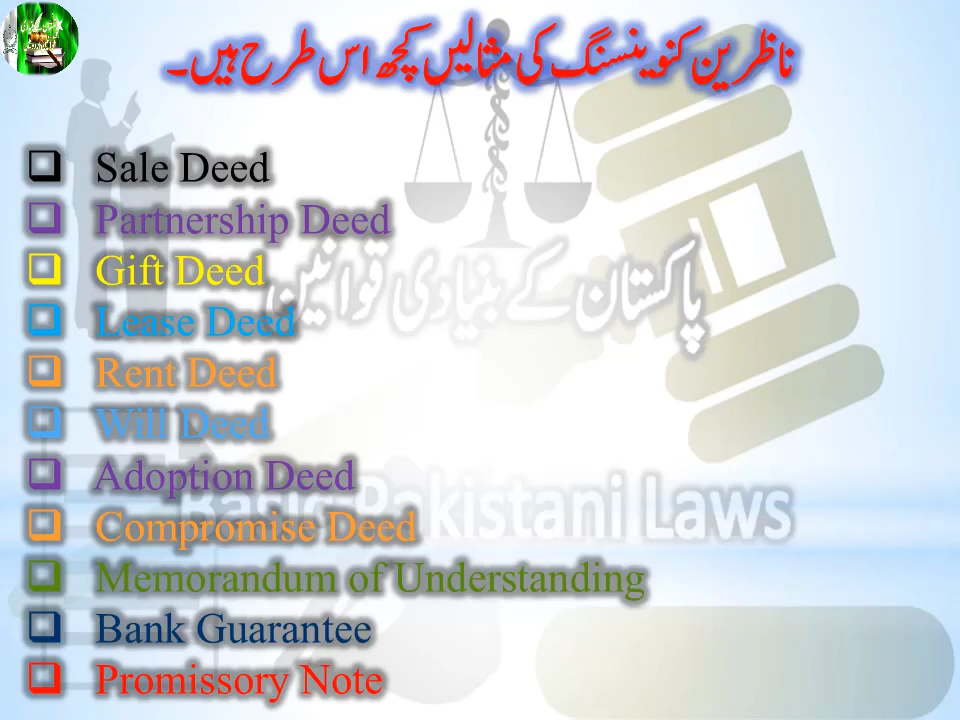 ناظرین کنوینسنگ کی مثالیں کچھ اس طرح ہیں۔
❑ Sale Deed
❑ Partnership Deed
❑ Gift Deed
پاکستان کے بنیادی قوانین
❑ Lease Deed
❑ Rent Deed
❑ Will Deed
❑ Adoption Deed
Basic Pakistani Laws
❑ Compromise Deed
❑ Memorandum of Understanding
❑ Bank Guarantee
❑ Promissory Note